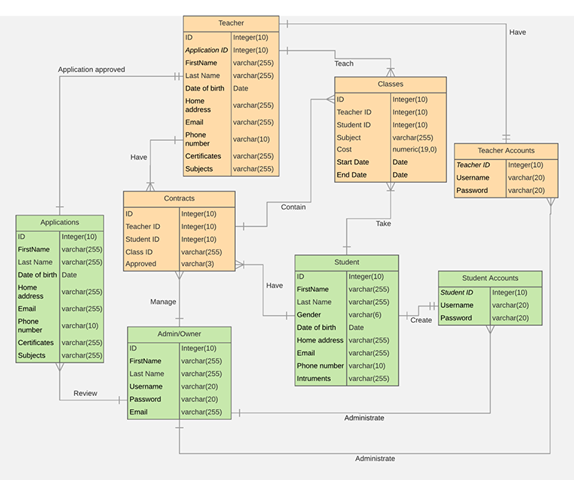 Teacher
ID Integer(10)
Application ID Integer(10)
FirstName varchar(255)
Last Name varchar(255)
Date of birth Date
Home address varchar(255)
Email varchar(255)
Phone number varchar(10)
Certificates varchar(255)
Subjects varchar(255)
Have
Teach
Application approved
Classes
ID Integer(10)
Teacher ID Integer(10)
Student ID Integer(10)
Subject varchar(255)
Cost numeric(19,0)
Start Date Date
End Date Date
Teacher Accounts
Teacher ID Integer(10)
Username varchar(20)
Password varchar(20)
Have
Contracts
ID Integer(10)
Teacher ID Integer(10)
Student ID Integer(10)
Class ID varchar(255)
Approved varchar(3)
Contain
Take
Applications
ID Integer(10)
FirstName varchar(255)
Last Name varchar(255)
Date of birth Date
Home address varchar(255)
Email varchar(255)
Phone number varchar(10)
Certificates varchar(255)
Subjects varchar(255)
Have
Student
ID Integer(10)
FirstName varchar(255)
Last Name varchar(255)
Gender varchar(6)
Date of birth Date
Home address varchar(255)
Email varchar(255)
Phone number varchar(10)
Intruments varchar(255)
Student Accounts
Student ID Integer(10)
Username varchar(20)
Password varchar(20)
Create
Manage
Admin/Owner
ID Integer(10)
FirstName varchar(255)
Last Name varchar(255)
Username varchar(20)
Password varchar(20)
Email varchar(255)
Review
Administrate
Administrate